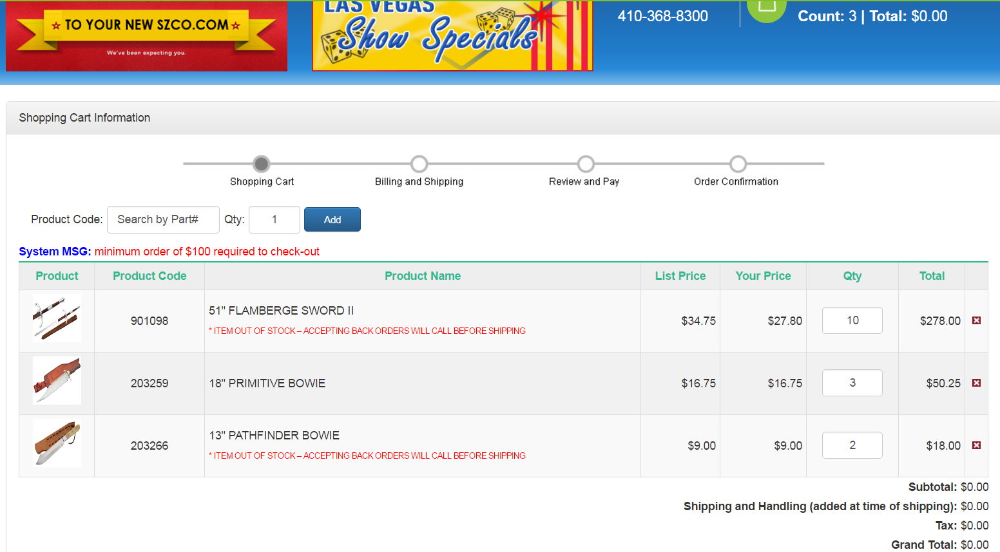 LAS VEGAS
★ TO YOUR NEW SZCO.COM ★
We've been expecting you.
Show Specials
410-368-8300
Count: 3 | Total: $0.00
Shopping Cart Information
Shopping Cart
Billing and Shipping
Review and Pay
Order Confirmation
Product Code: Search by Part# Qty: 1 Add
System MSG: minimum order of $100 required to check-out
Product Product Code Product Name List Price Your Price Qty Total
51" FLAMBERGE SWORD II
901098 $34.75 $27.80 10 $278.00
* ITEM OUT OF STOCK – ACCEPTING BACK ORDERS WILL CALL BEFORE SHIPPING
203259 18" PRIMITIVE BOWIE $16.75 $16.75 3 $50.25
13" PATHFINDER BOWIE
203266 $9.00 $9.00 2 $18.00
* ITEM OUT OF STOCK – ACCEPTING BACK ORDERS WILL CALL BEFORE SHIPPING
Subtotal: $0.00
Shipping and Handling (added at time of shipping): $0.00
Tax: $0.00
Grand Total: $0.00